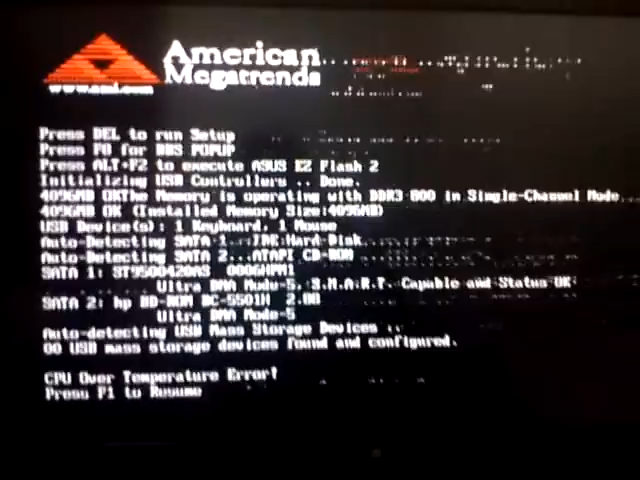 American
Megatrends
www.ami.com
Press DEL to run Setup
Press F8 for BBS POPUP
Press ALT+F2 to execute ASUS EZ Flash 2
Initializing USB Controllers .. Done.
4096MB OKThe Memory is operating with DDR3 800 in Single-Channel Mode
4096MB OK (Installed Memory Size:4096MB)
USB Device(s): 1 Keyboard, 1 Mouse
Auto-Detecting SATA 1...IDE Hard Disk
Auto-Detecting SATA 2...ATAPI CD-ROM
SATA 1: ST9500420AS 0006HPM1
Ultra DMA Mode-5, S.M.A.R.T. Capable and Status OK
SATA 2: hp BD-ROM BC-5501H 2.00
Ultra DMA Mode-5
Auto-detecting USB Mass Storage Devices ..
00 USB mass storage devices found and configured.
CPU Over Temperature Error!
Press F1 to Resume